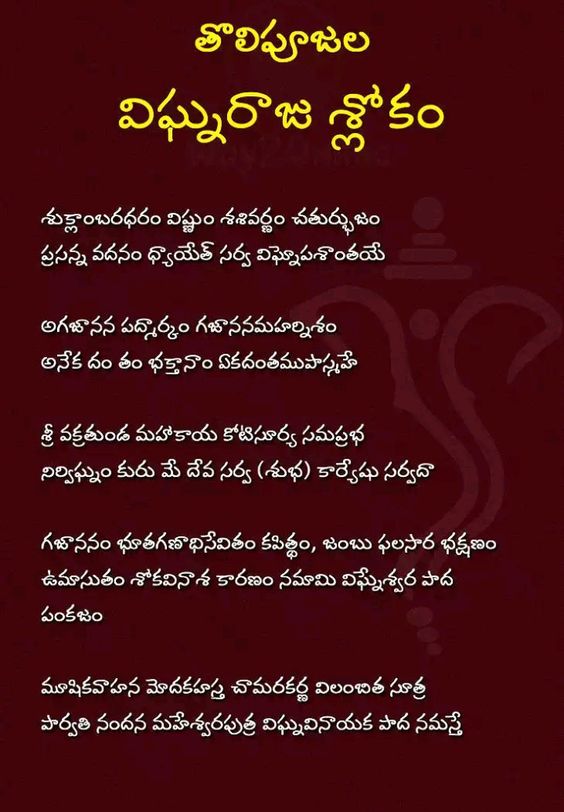 తొలిపూజల
విఘ్నరాజు శ్లోకం
శుక్లాంబరధరం విష్ణుం శశివర్ణం చతుర్భుజం
ప్రసన్న వదనం ధ్యాయేత్ సర్వ విఘ్నోపశాంతయే
అగజానన పద్మార్కం గజాననమహర్నిశం
అనేక దం తం భక్తానాం ఏకదంతముపాస్మహే
శ్రీ వక్రతుండ మహాకాయ కోటిసూర్య సమప్రభ
నిర్విఘ్నం కురు మే దేవ సర్వ (శుభ) కార్యేషు సర్వదా
గజాననం భూతగణాధిసేవితం కపిత్థం, జంబు ఫలసార భక్షణం
ఉమాసుతం శోకవినాశ కారణం నమామి విఘ్నేశ్వర పాద
పంకజం
మూషికవాహన మోదకహస్త చామరకర్ణ విలంబిత సూత్ర
పార్వతి నందన మహేశ్వరపుత్ర విఘ్నవినాయక పాద నమస్తే